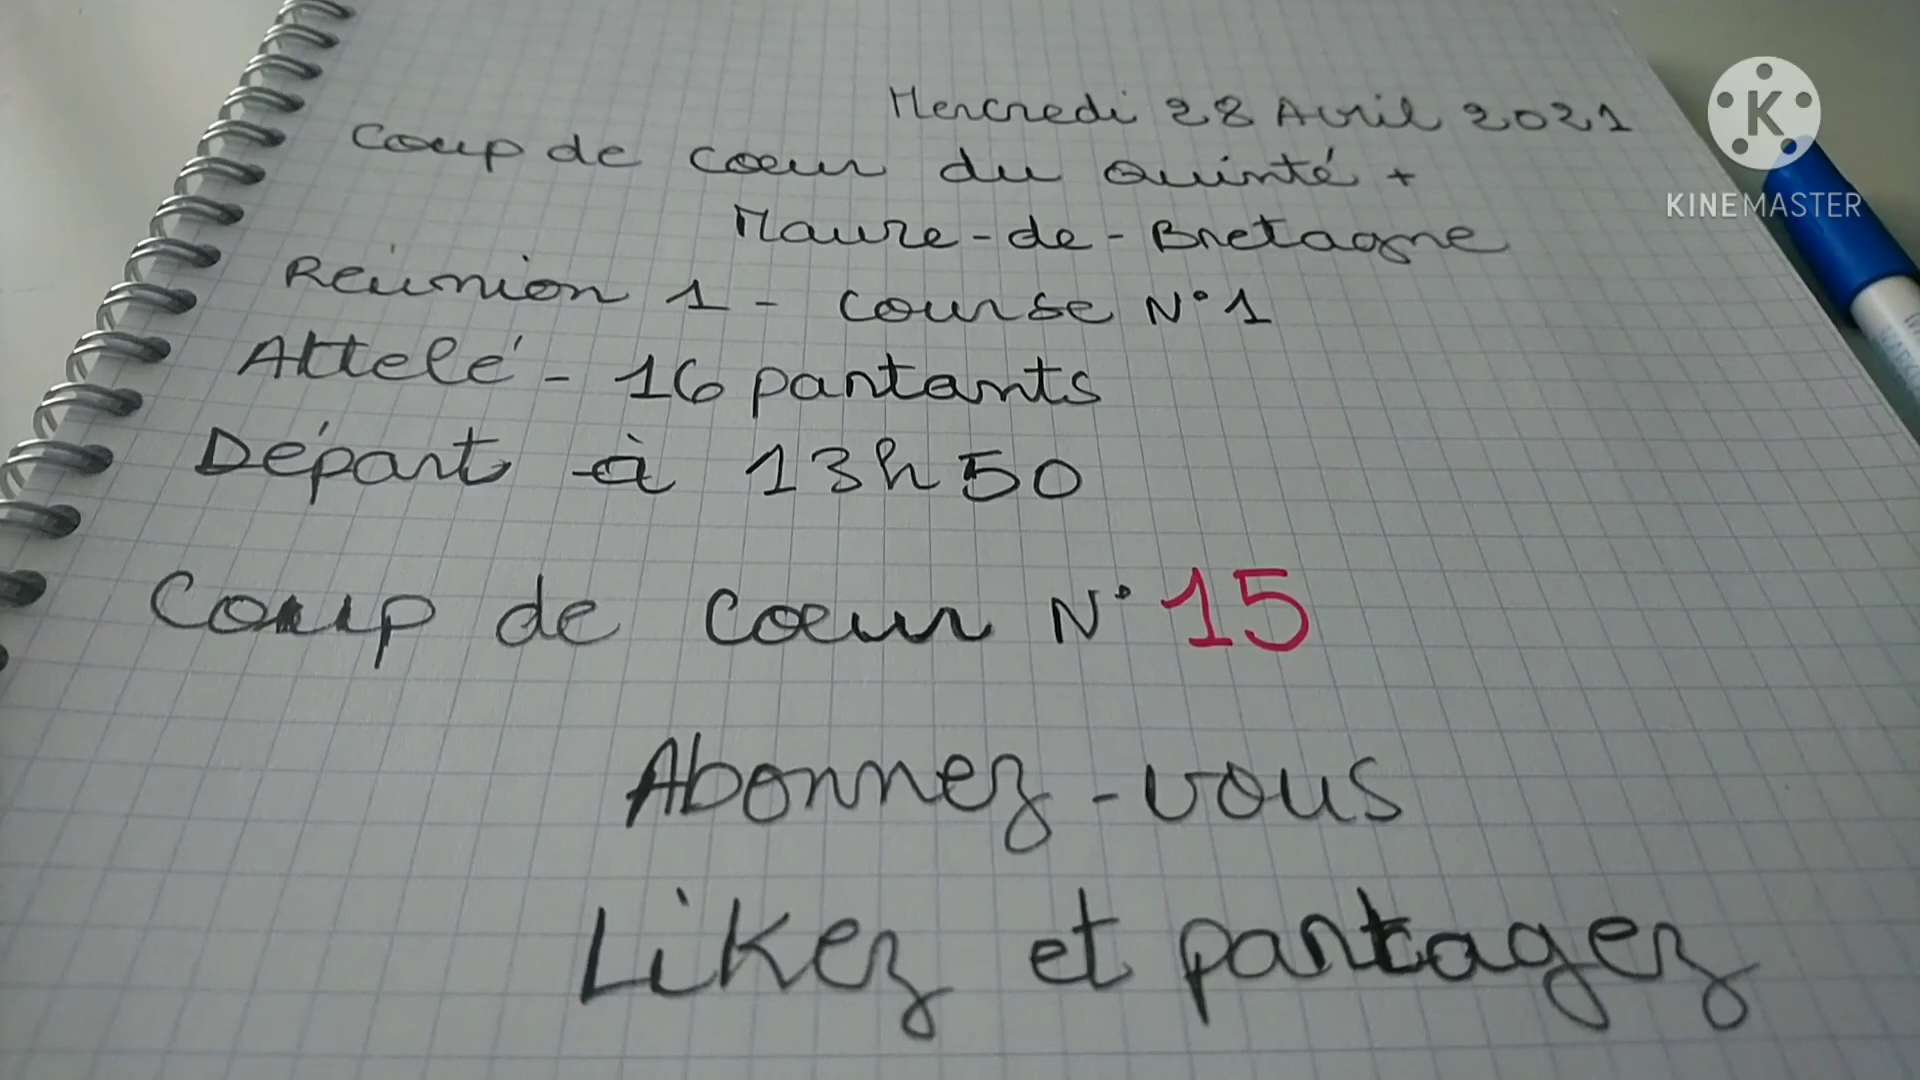 Mercredi 28 Avril 2021
Coup de coeur du Quinté +
Maure-de-Bretagne
Réunion 1 - course N°1
Attelé - 16 partants
Départ à 13h50
Coup de coeur N° 15
Abonnez-vous
Likez et partagez
K
KINEMASTER